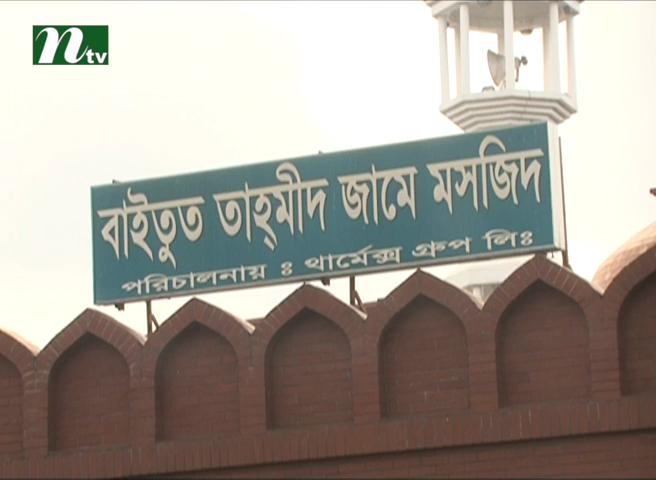 ntv
বাইতুত তাহ্মীদ জামে মসজিদ
পরিচালনায় : থার্মেক্স গ্রুপ লিঃ